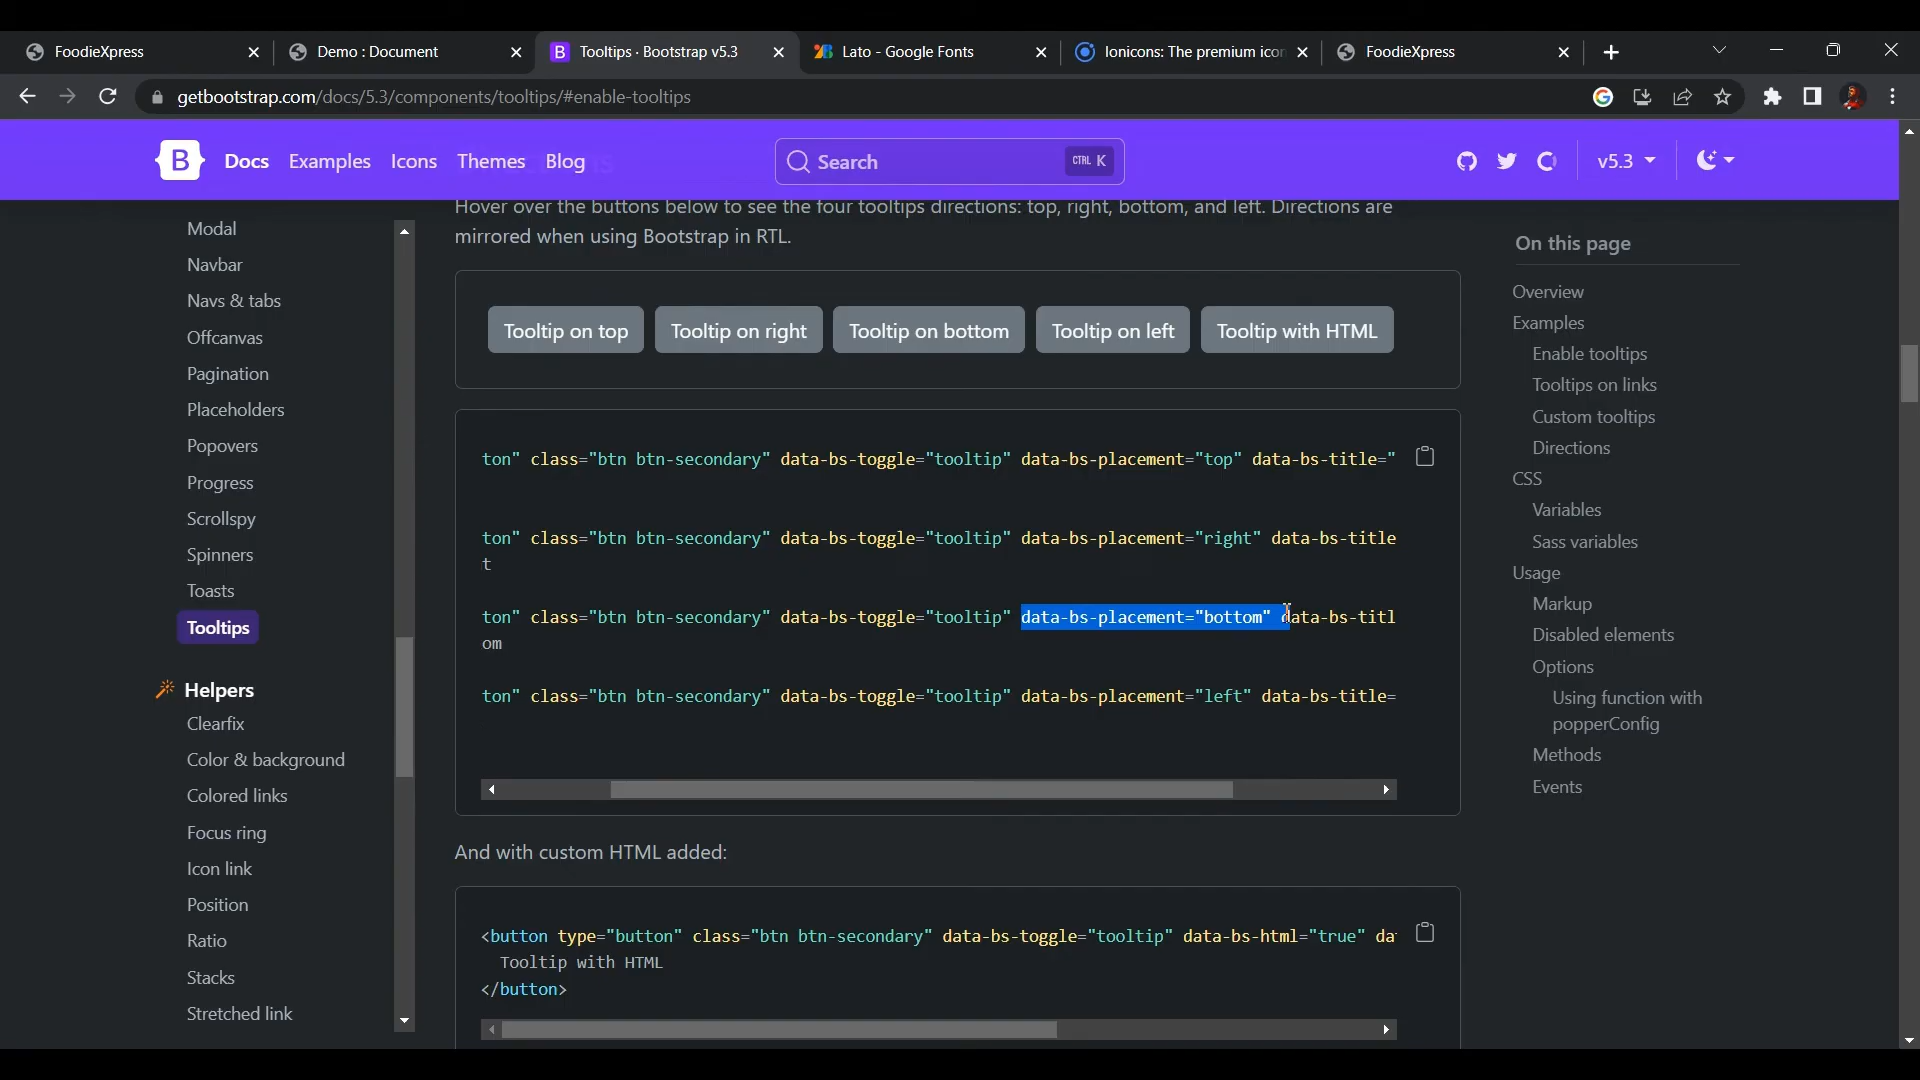 FoodieXpress
Demo : Document
Tooltips · Bootstrap v5.3
Lato - Google Fonts
Ionicons: The premium icon
FoodieXpress
getbootstrap.com/docs/5.3/components/tooltips/#enable-tooltips
B
Docs
Examples
Icons
Themes
Blog
Search
CTRL K
v5.3
Modal
Navbar
Navs & tabs
Offcanvas
Pagination
Placeholders
Popovers
Progress
Scrollspy
Spinners
Toasts
Tooltips
Helpers
Clearfix
Color & background
Colored links
Focus ring
Icon link
Position
Ratio
Stacks
Stretched link
Hover over the buttons below to see the four tooltips directions: top, right, bottom, and left. Directions are
mirrored when using Bootstrap in RTL.
Tooltip on top
Tooltip on right
Tooltip on bottom
Tooltip on left
Tooltip with HTML
ton" class="btn btn-secondary" data-bs-toggle="tooltip" data-bs-placement="top" data-bs-title="
ton" class="btn btn-secondary" data-bs-toggle="tooltip" data-bs-placement="right" data-bs-title
t
ton" class="btn btn-secondary" data-bs-toggle="tooltip" data-bs-placement="bottom" data-bs-titl
om
ton" class="btn btn-secondary" data-bs-toggle="tooltip" data-bs-placement="left" data-bs-title=
And with custom HTML added:
<button type="button" class="btn btn-secondary" data-bs-toggle="tooltip" data-bs-html="true" da
Tooltip with HTML
</button>
On this page
Overview
Examples
Enable tooltips
Tooltips on links
Custom tooltips
Directions
CSS
Variables
Sass variables
Usage
Markup
Disabled elements
Options
Using function with
popperConfig
Methods
Events